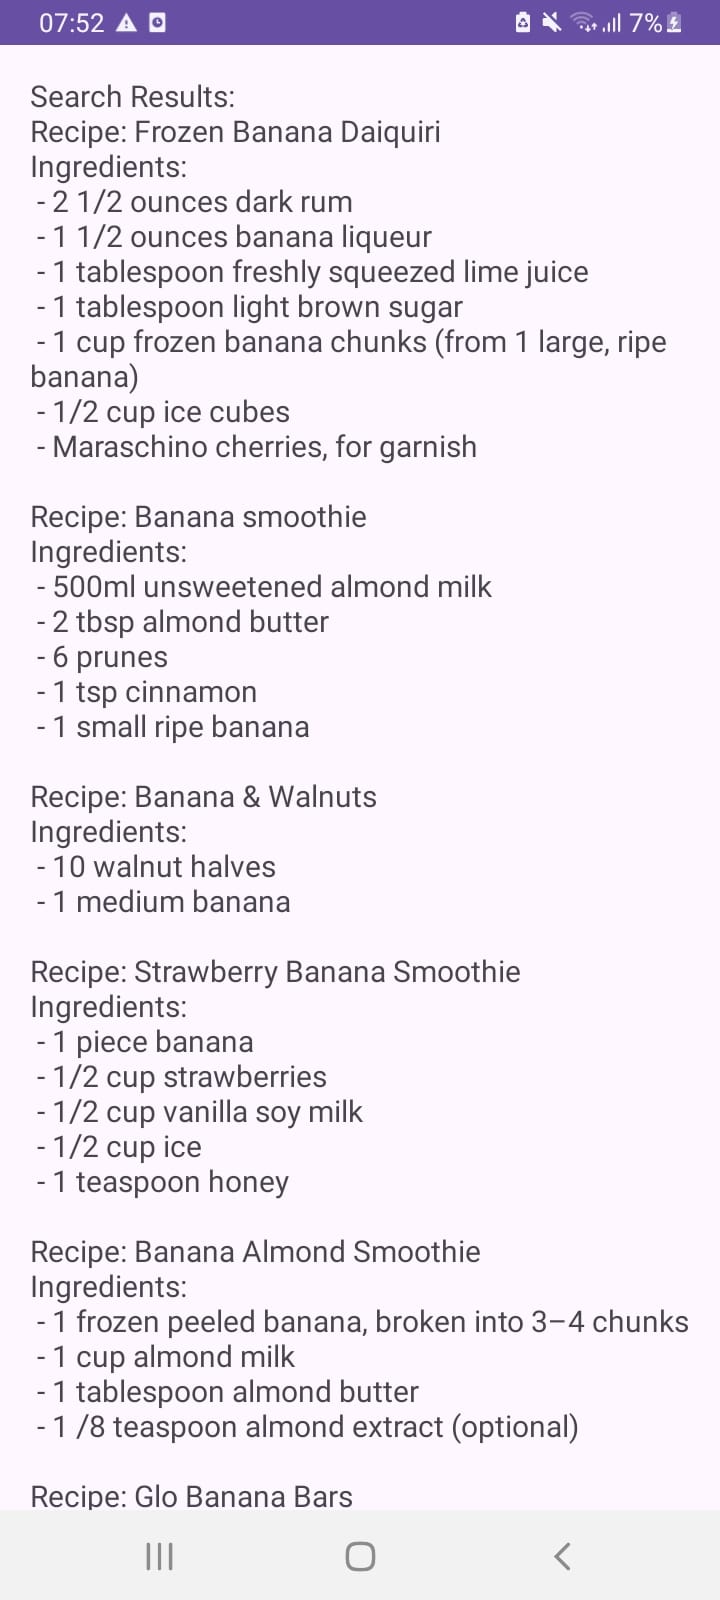 07:52
7%
Search Results:
Recipe: Frozen Banana Daiquiri
Ingredients:
- 2 1/2 ounces dark rum
- 1 1/2 ounces banana liqueur
- 1 tablespoon freshly squeezed lime juice
- 1 tablespoon light brown sugar
- 1 cup frozen banana chunks (from 1 large, ripe
banana)
- 1/2 cup ice cubes
- Maraschino cherries, for garnish
Recipe: Banana smoothie
Ingredients:
- 500ml unsweetened almond milk
- 2 tbsp almond butter
- 6 prunes
- 1 tsp cinnamon
- 1 small ripe banana
Recipe: Banana & Walnuts
Ingredients:
- 10 walnut halves
- 1 medium banana
Recipe: Strawberry Banana Smoothie
Ingredients:
- 1 piece banana
- 1/2 cup strawberries
- 1/2 cup vanilla soy milk
- 1/2 cup ice
- 1 teaspoon honey
Recipe: Banana Almond Smoothie
Ingredients:
- 1 frozen peeled banana, broken into 3–4 chunks
- 1 cup almond milk
- 1 tablespoon almond butter
- 1 /8 teaspoon almond extract (optional)
Recipe: Glo Banana Bars